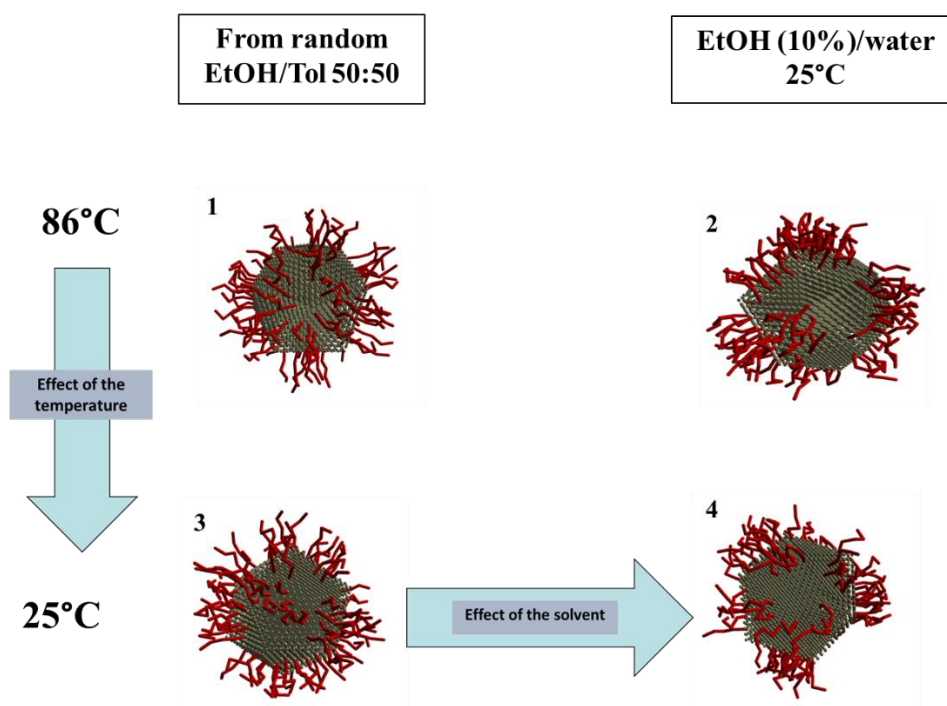 From random
EtOH/Tol 50:50
EtOH (10%)/water
25°C
86°C
1
2
Effect of the
temperature
3
4
25°C
Effect of the solvent